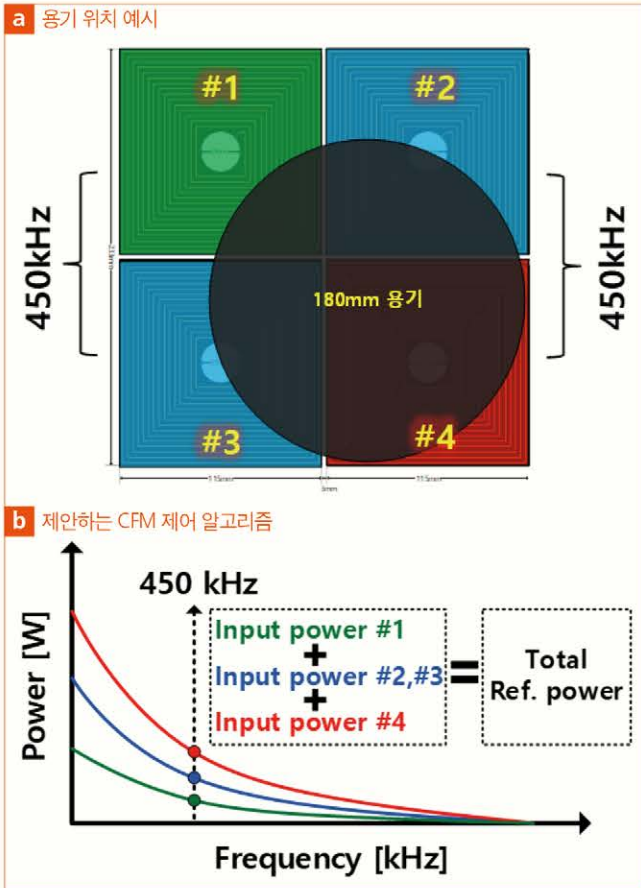 a 용기 위치 예시
#1
#2
450kHz
450kHz
180mm 용기
#3
#4
115mm
115mm
b 제안하는 CFM 제어 알고리즘
Power [W]
450 kHz
Input power #1
+
Input power #2,#3
+
Input power #4
=
Total
Ref. power
Frequency [kHz]